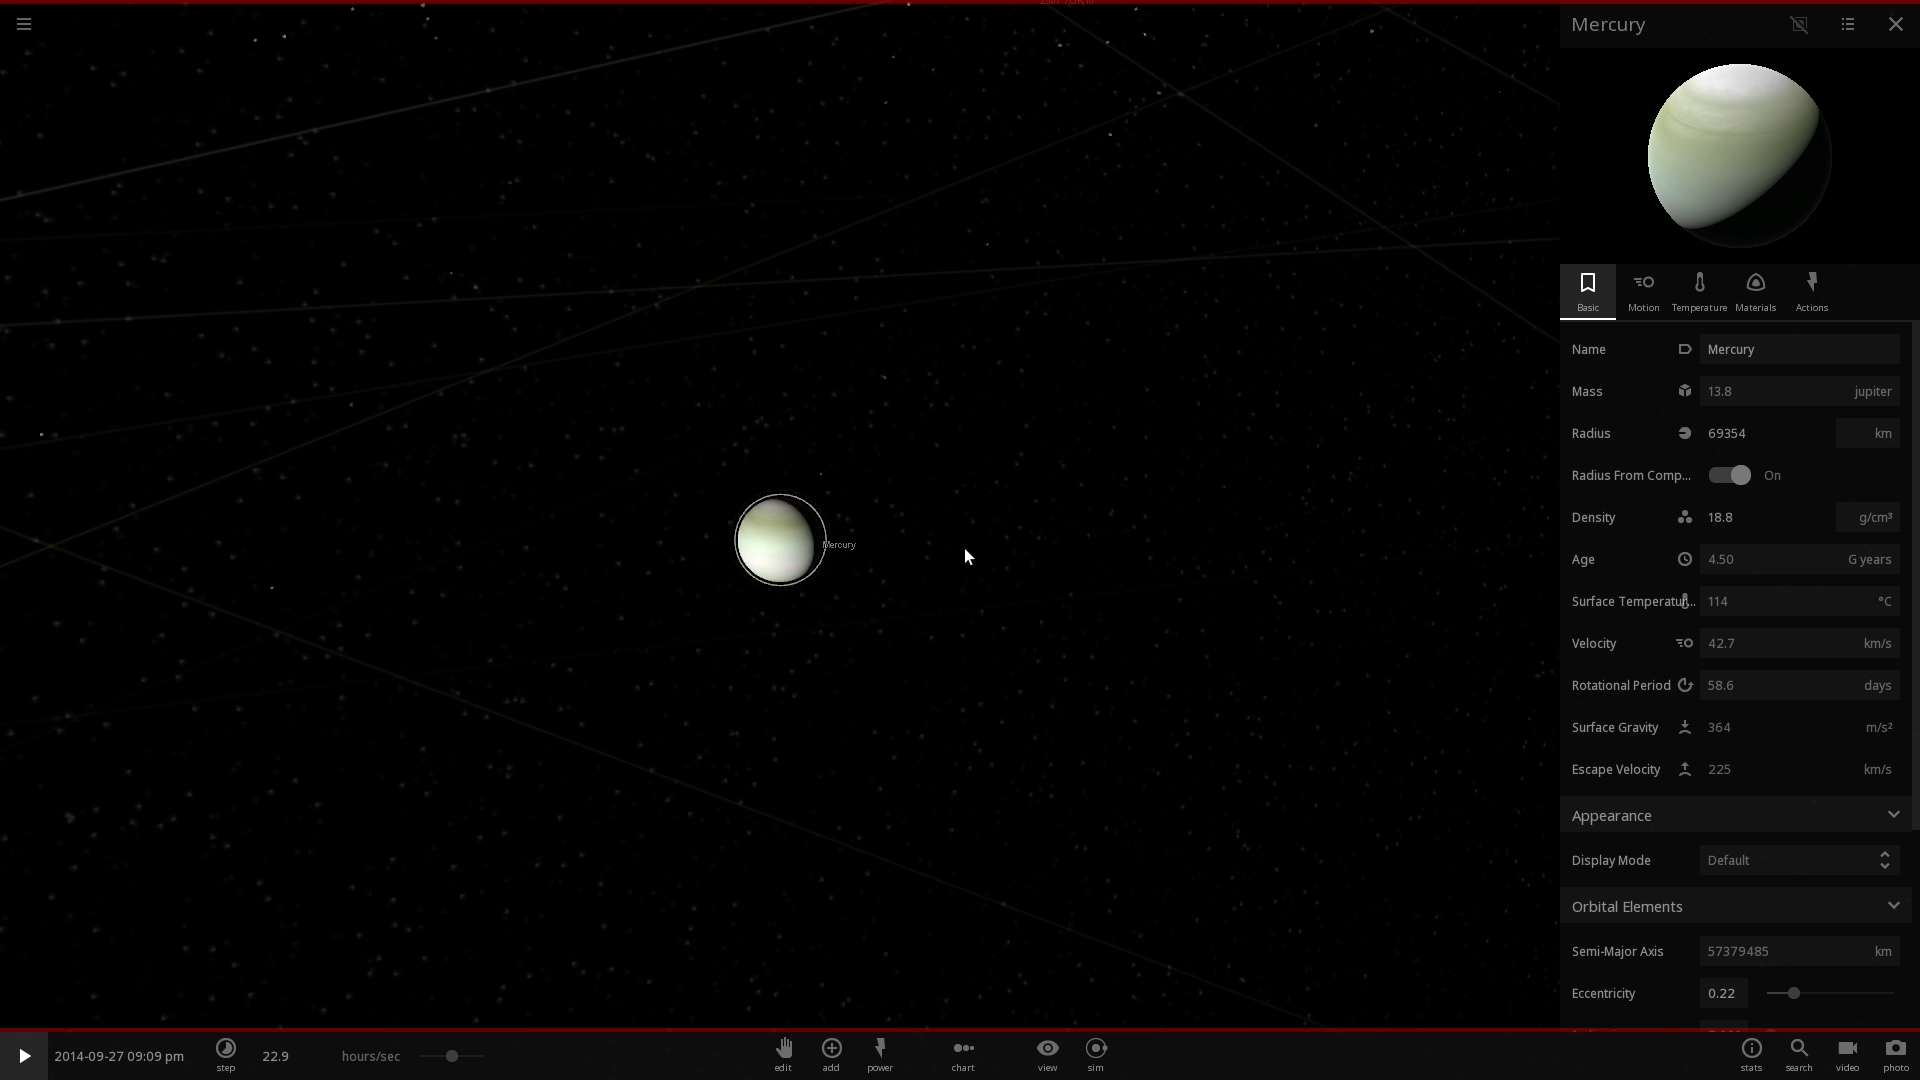 Mercury
Basic
Motion
Temperature
Materials
Actions
Name Mercury
Mass 13.8 jupiter
Radius 69354 km
Radius From Comp... On
Density 18.8 g/cm³
Age 4.50 G years
Surface Temperatur... 114 °C
Velocity 42.7 km/s
Rotational Period 58.6 days
Surface Gravity 364 m/s²
Escape Velocity 225 km/s
Appearance
Display Mode Default
Orbital Elements
Semi-Major Axis 57379485 km
Eccentricity 0.22
Mercury
2014-09-27 09:09 pm
step
22.9 hours/sec
edit
add
power
chart
view
sim
stats
search
video
photo